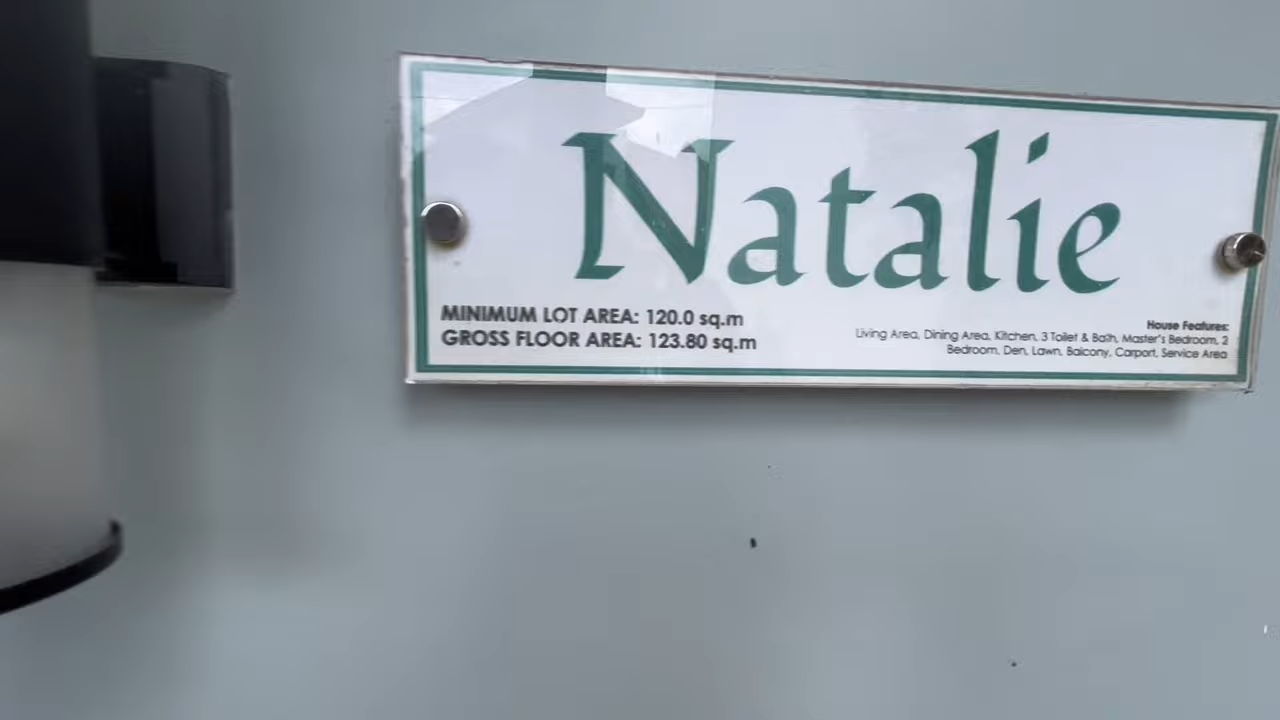 Natalie
MINIMUM LOT AREA: 120.0 sq.m
GROSS FLOOR AREA: 123.80 sq.m
House Features:
Living Area, Dining Area, Kitchen, 3 Toilet & Bath, Master's Bedroom, 2
Bedroom, Den, Lawn, Balcony, Carport, Service Area